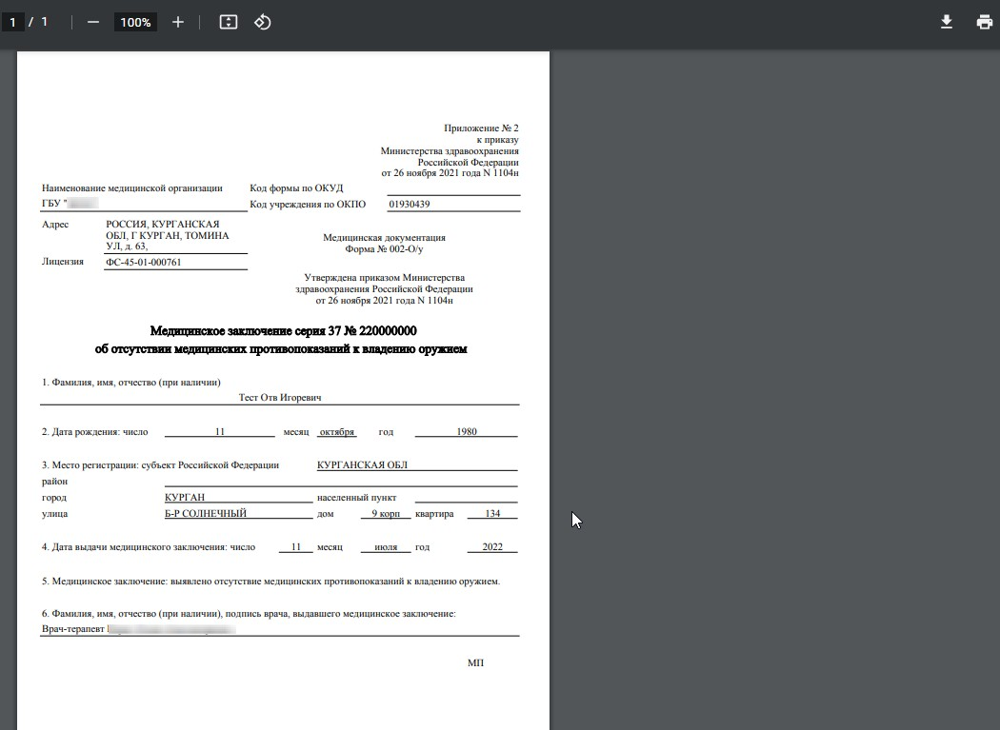 1 / 1
100%
Приложение № 2
к приказу
Министерства здравоохранения
Российской Федерации
от 26 ноября 2021 года N 1104н
Наименование медицинской организации
Код формы по ОКУД
ГБУ "
Код учреждения по ОКПО 01930439
Адрес РОССИЯ, КУРГАНСКАЯ
ОБЛ, Г КУРГАН, ТОМИНА
УЛ, д. 63,
Лицензия ФС-45-01-000761
Медицинская документация
Форма № 002-О/у
Утверждена приказом Министерства
здравоохранения Российской Федерации
от 26 ноября 2021 года N 1104н
Медицинское заключение серия 37 № 220000000
об отсутствии медицинских противопоказаний к владению оружием
1. Фамилия, имя, отчество (при наличии)
Тест Отв Игоревич
2. Дата рождения: число 11 месяц октября год 1980
3. Место регистрации: субъект Российской Федерации КУРГАНСКАЯ ОБЛ
район
город КУРГАН населенный пункт
улица Б-Р СОЛНЕЧНЫЙ дом 9 корп квартира 134
4. Дата выдачи медицинского заключения: число 11 месяц июля год 2022
5. Медицинское заключение: выявлено отсутствие медицинских противопоказаний к владению оружием.
6. Фамилия, имя, отчество (при наличии), подпись врача, выдавшего медицинское заключение:
Врач-терапевт
МП